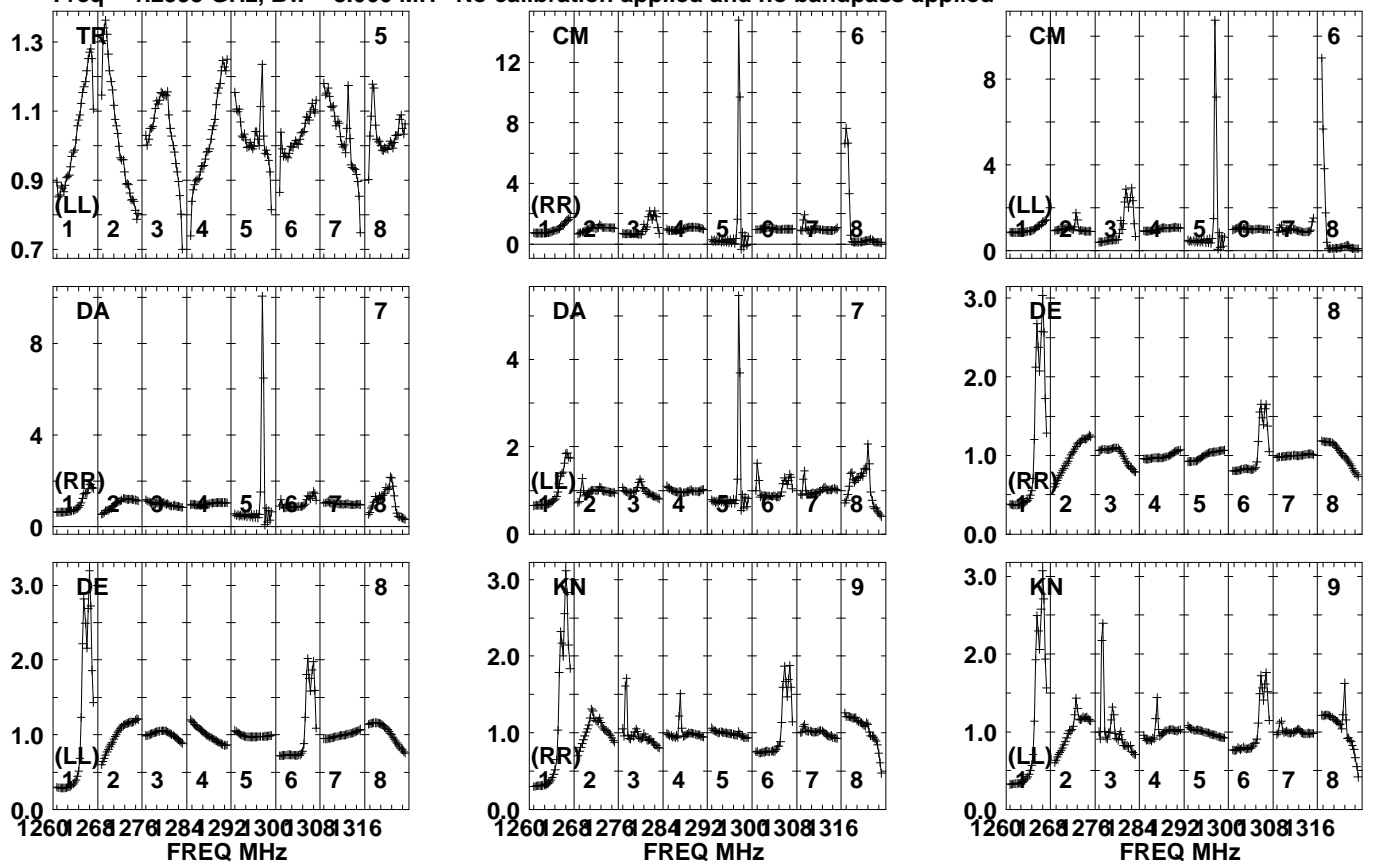 No calibration applied and no bandpass applied
TR 5
1.3
1.1
0.9
0.7
(LL)
1 2 3 4 5 6 7 8
CM 6
12
8
4
0
(RR)
1 2 3 4 5 6 7 8
CM 6
8
4
0
(LL)
1 2 3 4 5 6 7 8
DA 7
8
4
0
(RR)
1 2 3 4 5 6 7 8
DA 7
4
2
0
(LL)
1 2 3 4 5 6 7 8
DE 8
3.0
2.0
1.0
0.0
(RR)
1 2 3 4 5 6 7 8
DE 8
3.0
2.0
1.0
0.0
(LL)
1 2 3 4 5 6 7 8
1260 1268 1276 1284 1292 1300 1308 1316
FREQ MHz
KN 9
3.0
2.0
1.0
0.0
(RR)
1 2 3 4 5 6 7 8
1260 1268 1276 1284 1292 1300 1308 1316
FREQ MHz
KN 9
3.0
2.0
1.0
0.0
(LL)
1 2 3 4 5 6 7 8
1260 1268 1276 1284 1292 1300 1308 1316
FREQ MHz